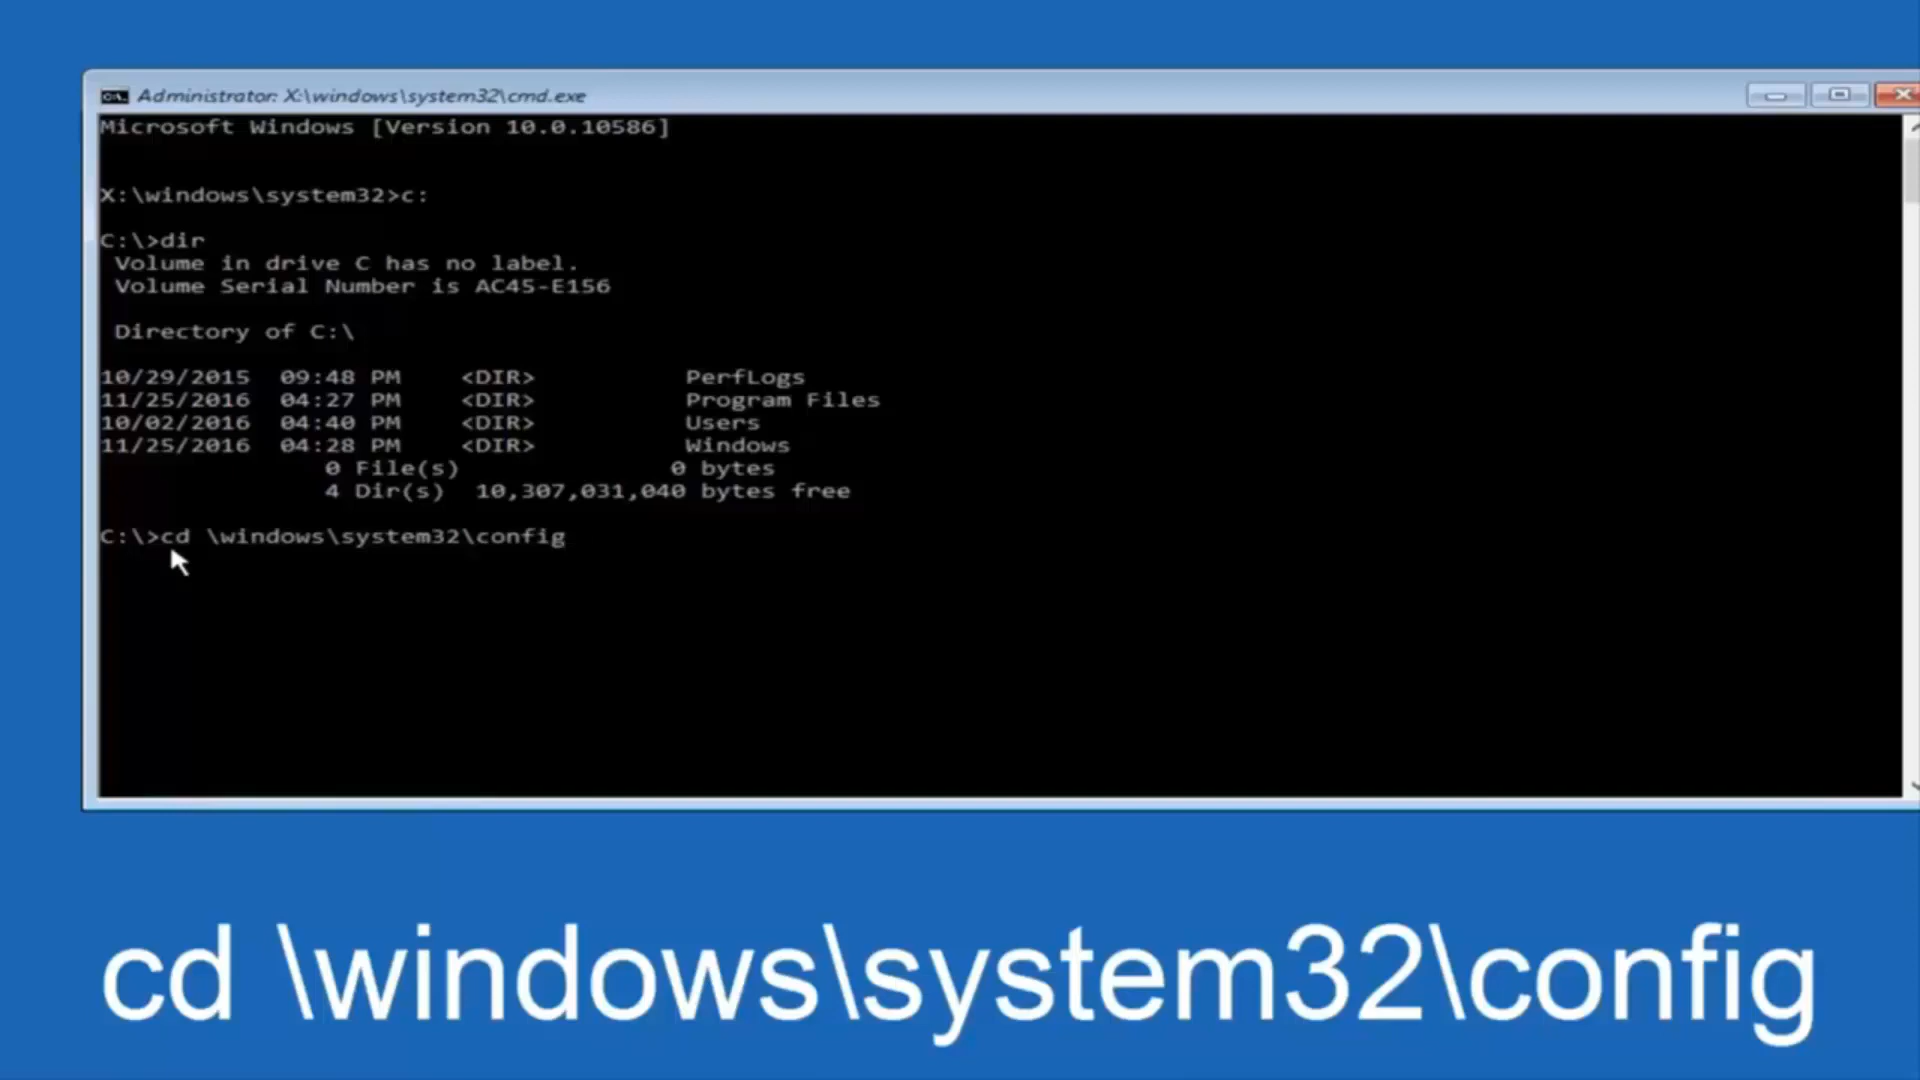 Administrator: X:\windows\system32\cmd.exe
Microsoft Windows [Version 10.0.10586]
X:\windows\system32>c:
C:\>dir
Volume in drive C has no label.
Volume Serial Number is AC45-E156
Directory of C:\
10/29/2015  09:48 PM    <DIR>          PerfLogs
11/25/2016  04:27 PM    <DIR>          Program Files
10/02/2016  04:40 PM    <DIR>          Users
11/25/2016  04:28 PM    <DIR>          Windows
0 File(s)              0 bytes
4 Dir(s)  10,307,031,040 bytes free
C:\>cd \windows\system32\config
cd \windows\system32\config